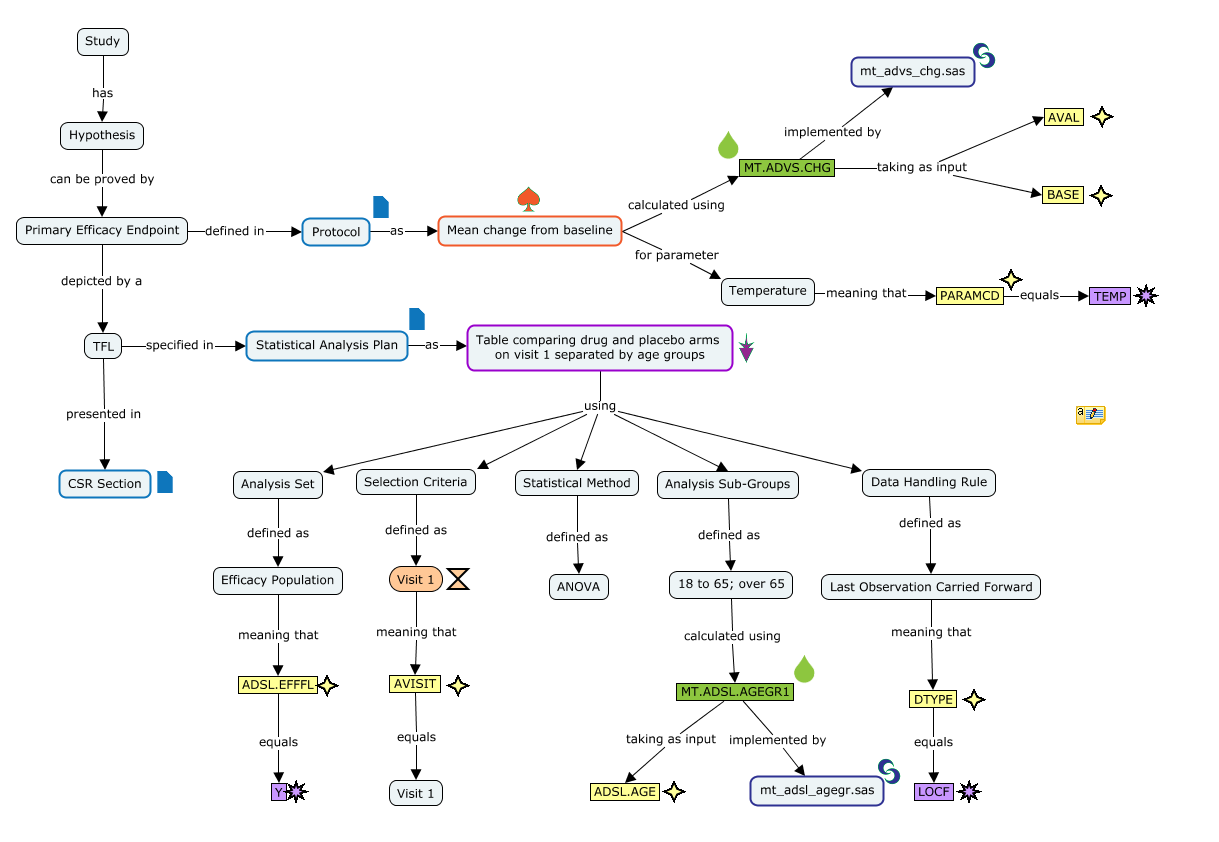 Study
has
Hypothesis
can be proved by
Primary Efficacy Endpoint
defined in
Protocol
as
Mean change from baseline
calculated using
MT.ADVS.CHG
implemented by
mt_advs_chg.sas
taking as input
AVAL
BASE
for parameter
Temperature
meaning that
PARAMCD
equals
TEMP
depicted by a
TFL
specified in
Statistical Analysis Plan
as
Table comparing drug and placebo arms
on visit 1 separated by age groups
using
presented in
CSR Section
Analysis Set
defined as
Efficacy Population
meaning that
ADSL.EFFFL
equals
Y
Selection Criteria
defined as
Visit 1
meaning that
AVISIT
equals
Visit 1
Statistical Method
defined as
ANOVA
Analysis Sub-Groups
defined as
18 to 65; over 65
calculated using
MT.ADSL.AGEGR1
taking as input
ADSL.AGE
implemented by
mt_adsl_agegr.sas
Data Handling Rule
defined as
Last Observation Carried Forward
meaning that
DTYPE
equals
LOCF
a